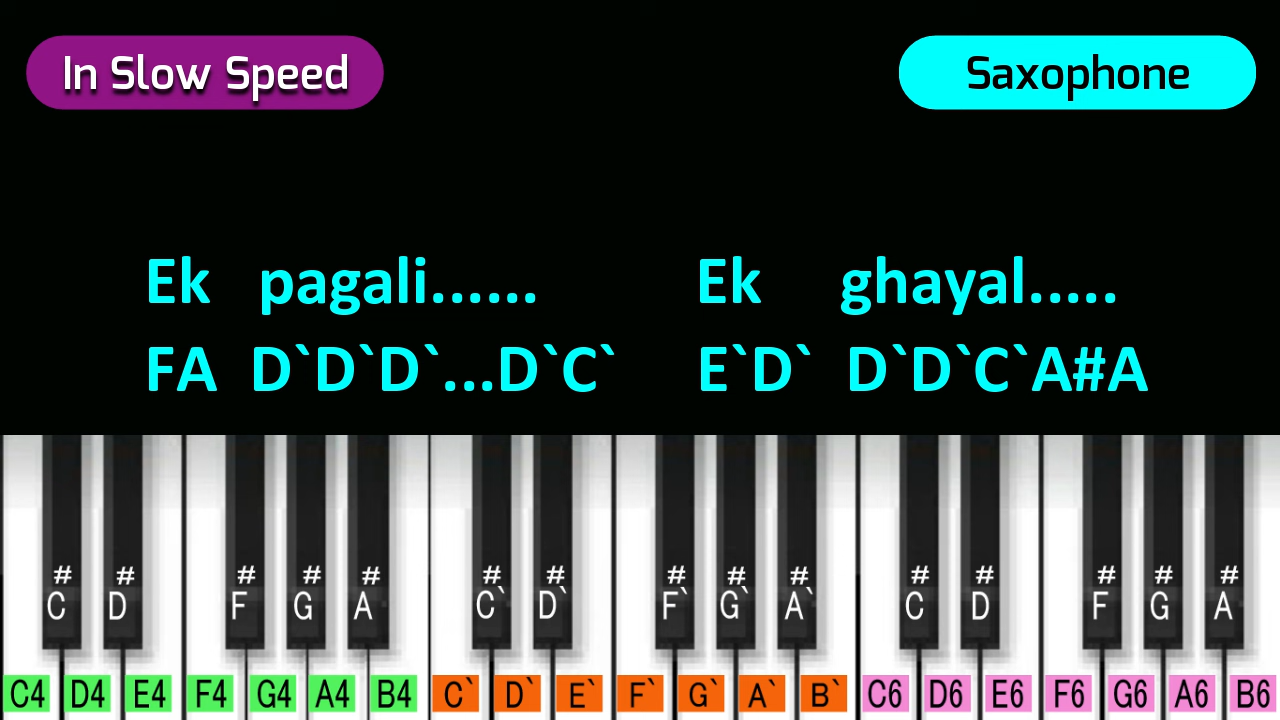 In Slow Speed Saxophone
Ek pagali...... Ek ghayal.....
FA D`D`D`...D`C` E`D` D`D`C`A#A
# # # # # # # # # # # # # # #
C D F G A C` D` F` G` A` C D F G A
C4 D4 E4 F4 G4 A4 B4 C` D` E` F` G` A` B` C6 D6 E6 F6 G6 A6 B6